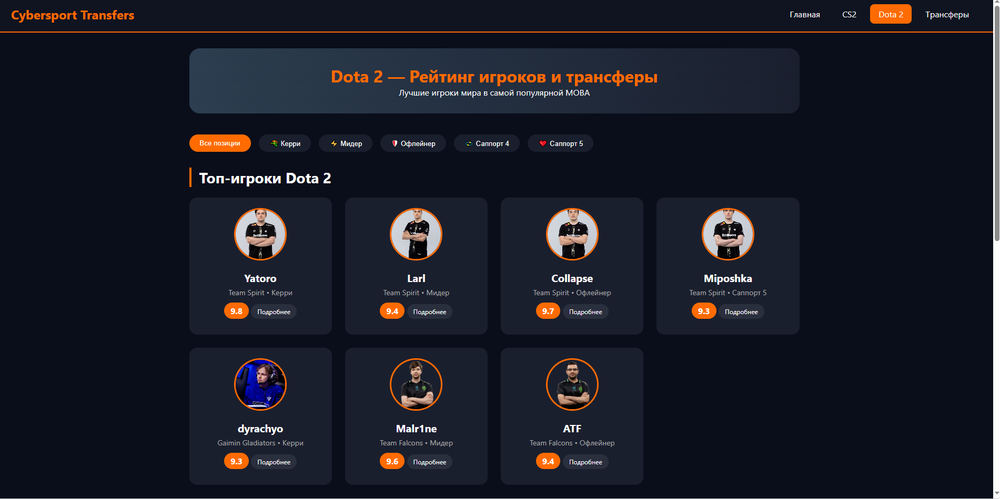 Cybersport Transfers
Главная CS2 Dota 2 Трансферы
Dota 2 — Рейтинг игроков и трансферы
Лучшие игроки мира в самой популярной MOBA
Все позиции Керри Мидер Офлейнер Саппорт 4 Саппорт 5
Топ-игроки Dota 2
BetBoom
BetBoom
BetBoom
Yatoro
Team Spirit • Керри
9.8 Подробнее
Larl
Team Spirit • Мидер
9.4 Подробнее
Collapse
Team Spirit • Офлейнер
9.7 Подробнее
Miposhka
Team Spirit • Саппорт 5
9.3 Подробнее
dyrachyo
Gaimin Gladiators • Керри
9.3 Подробнее
Malr1ne
Team Falcons • Мидер
9.6 Подробнее
ATF
Team Falcons • Офлейнер
9.4 Подробнее